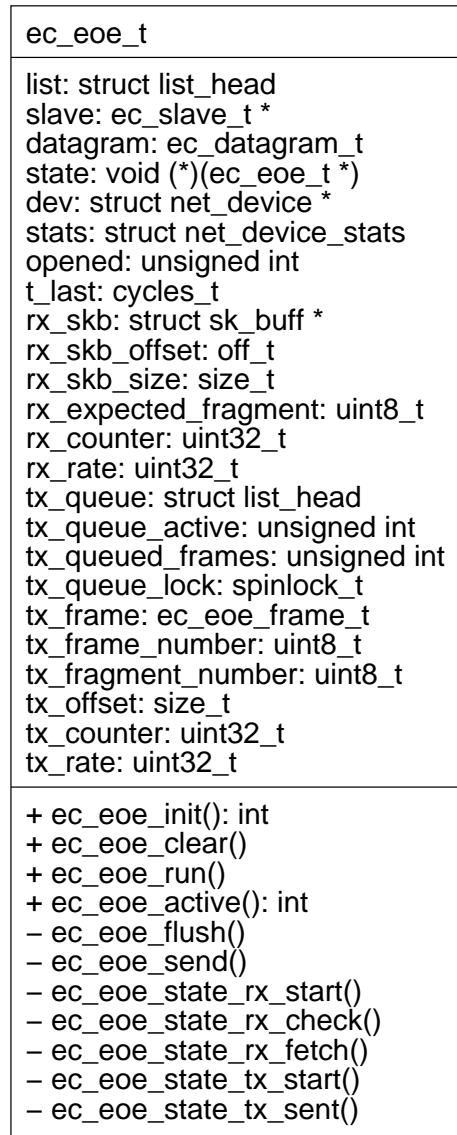 ec_eoe_t
list: struct list_head
slave: ec_slave_t *
datagram: ec_datagram_t
state: void (*)(ec_eoe_t *)
dev: struct net_device *
stats: struct net_device_stats
opened: unsigned int
t_last: cycles_t
rx_skb: struct sk_buff *
rx_skb_offset: off_t
rx_skb_size: size_t
rx_expected_fragment: uint8_t
rx_counter: uint32_t
rx_rate: uint32_t
tx_queue: struct list_head
tx_queue_active: unsigned int
tx_queued_frames: unsigned int
tx_queue_lock: spinlock_t
tx_frame: ec_eoe_frame_t
tx_frame_number: uint8_t
tx_fragment_number: uint8_t
tx_offset: size_t
tx_counter: uint32_t
tx_rate: uint32_t
+ ec_eoe_init(): int
+ ec_eoe_clear()
+ ec_eoe_run()
+ ec_eoe_active(): int
− ec_eoe_flush()
− ec_eoe_send()
− ec_eoe_state_rx_start()
− ec_eoe_state_rx_check()
− ec_eoe_state_rx_fetch()
− ec_eoe_state_tx_start()
− ec_eoe_state_tx_sent()